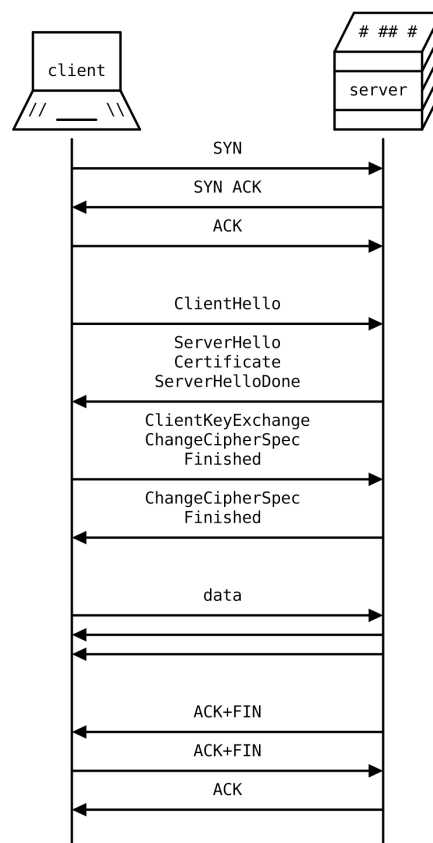 # ## #
client
server
// ___ \\
SYN
SYN ACK
ACK
ClientHello
ServerHello
Certificate
ServerHelloDone
ClientKeyExchange
ChangeCipherSpec
Finished
ChangeCipherSpec
Finished
data
ACK+FIN
ACK+FIN
ACK